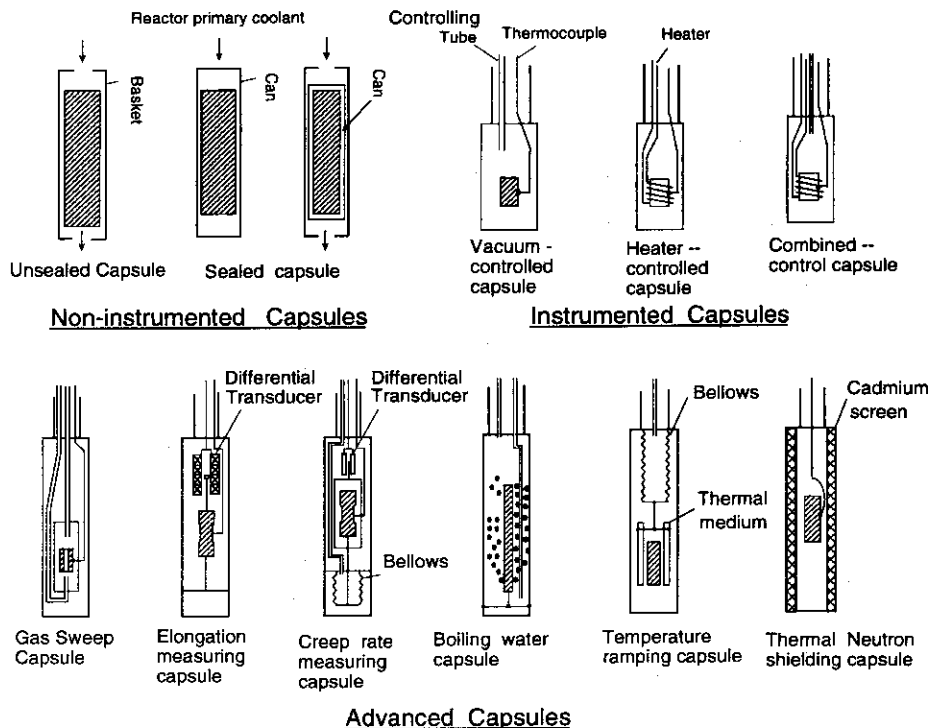 Reactor primary coolant
Basket
Can
Can
Unsealed Capsule
Sealed capsule
Non-instrumented Capsules
Controlling
Tube
Thermocouple
Heater
Vacuum -
controlled
capsule
Heater --
controlled
capsule
Combined --
control capsule
Instrumented Capsules
Differential
Transducer
Differential
Transducer
Bellows
Bellows
Thermal
medium
Cadmium
screen
Gas Sweep
Capsule
Elongation
measuring
capsule
Creep rate
measuring
capsule
Boiling water
capsule
Temperature
ramping capsule
Thermal Neutron
shielding capsule
Advanced Capsules